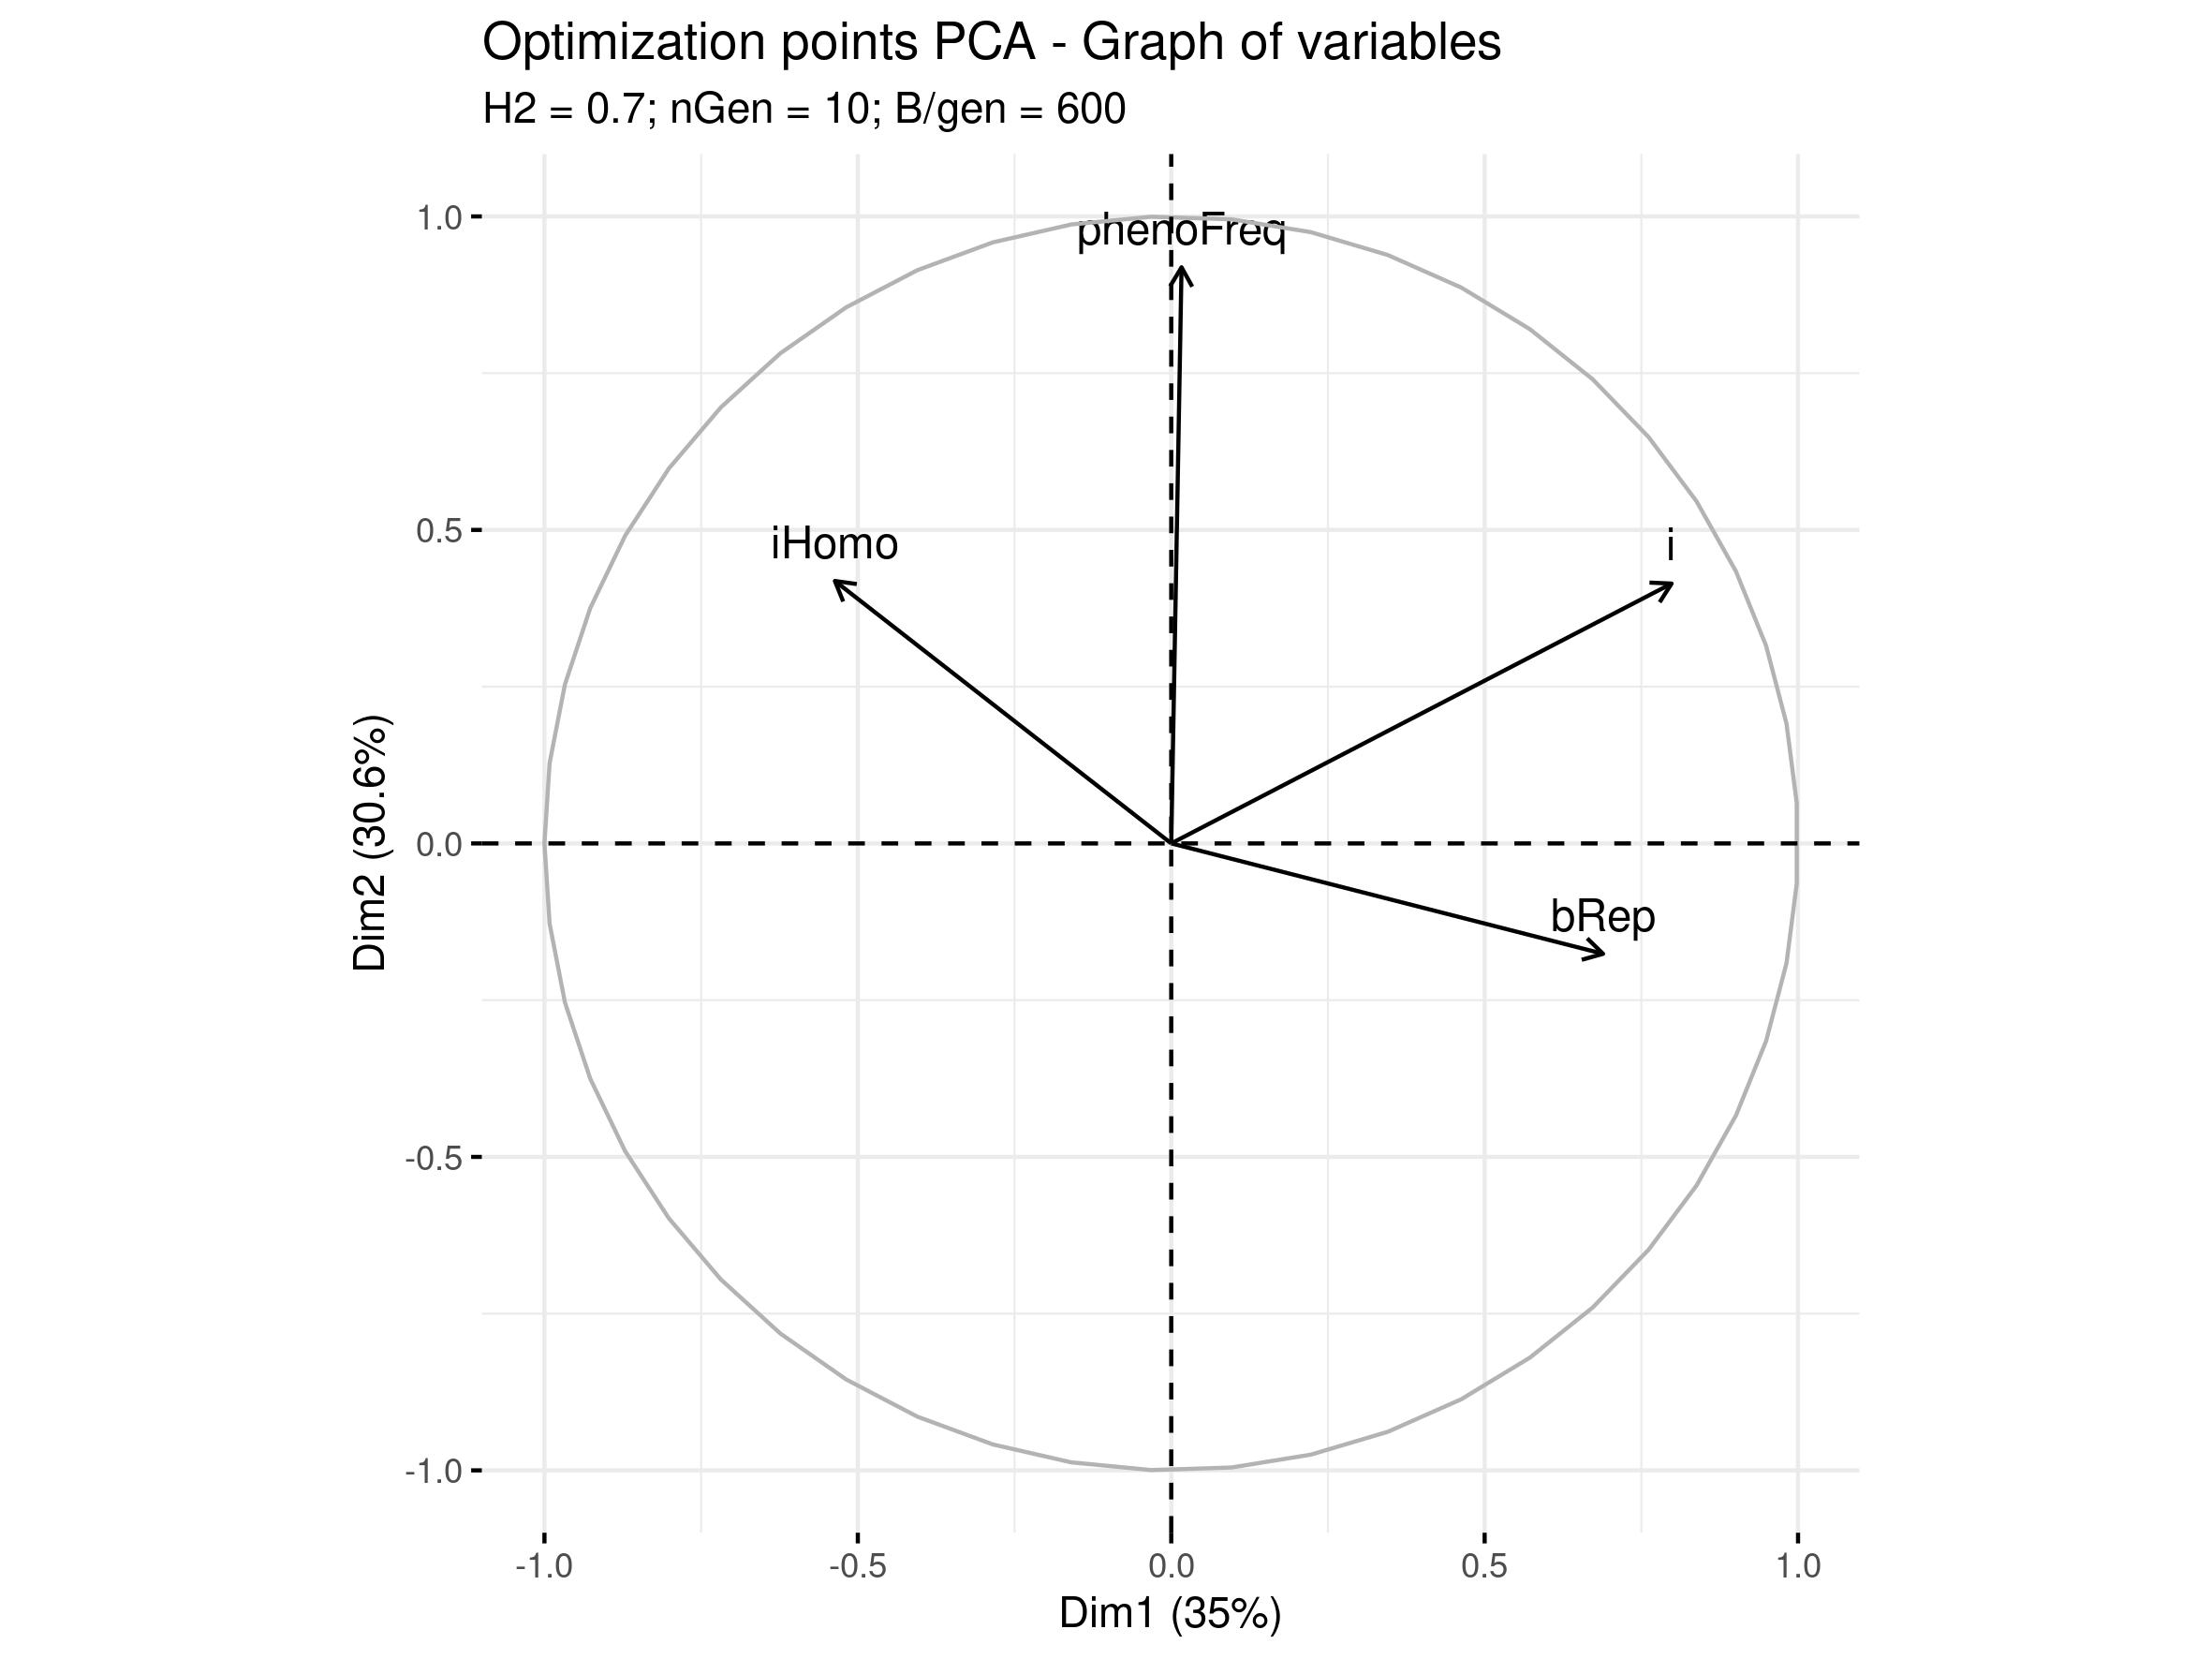 Optimization points PCA - Graph of variables
H2 = 0.7; nGen = 10; B/gen = 600
1.0
0.5
0.0
-0.5
-1.0
Dim2 (30.6%)
phenoFreq
iHomo
i
bRep
-1.0
-0.5
0.0
0.5
1.0
Dim1 (35%)